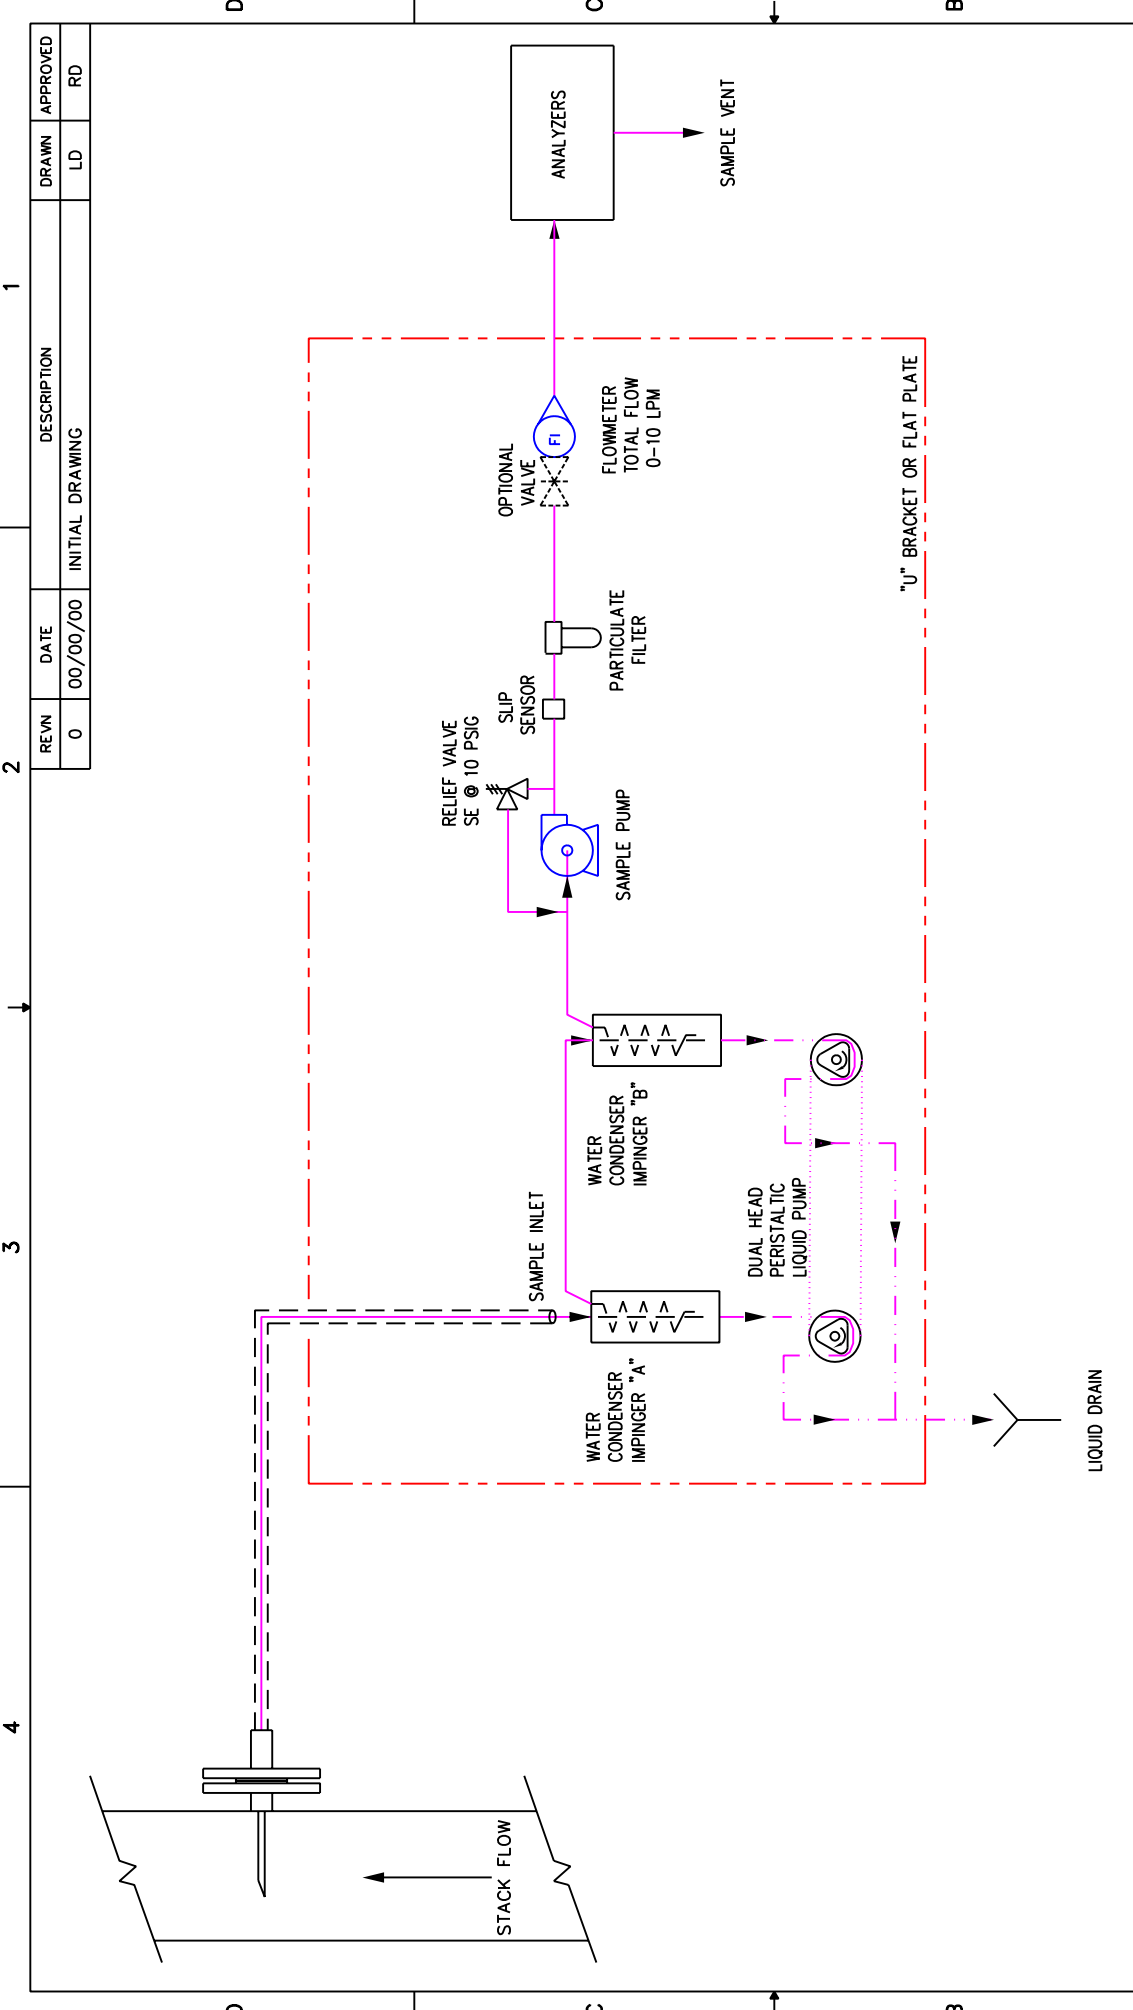 4
3
2
1
REVN
DATE
DESCRIPTION
DRAWN
APPROVED
0
00/00/00
INITIAL DRAWING
LD
RD
D
D
C
C
B
B
STACK FLOW
SAMPLE INLET
WATER
CONDENSER
IMPINGER "A"
WATER
CONDENSER
IMPINGER "B"
RELIEF VALVE
SE @ 10 PSIG
SAMPLE PUMP
SLIP
SENSOR
PARTICULATE
FILTER
OPTIONAL
VALVE
FI
FLOWMETER
TOTAL FLOW
0-10 LPM
ANALYZERS
SAMPLE VENT
DUAL HEAD
PERISTALTIC
LIQUID PUMP
"U" BRACKET OR FLAT PLATE
LIQUID DRAIN